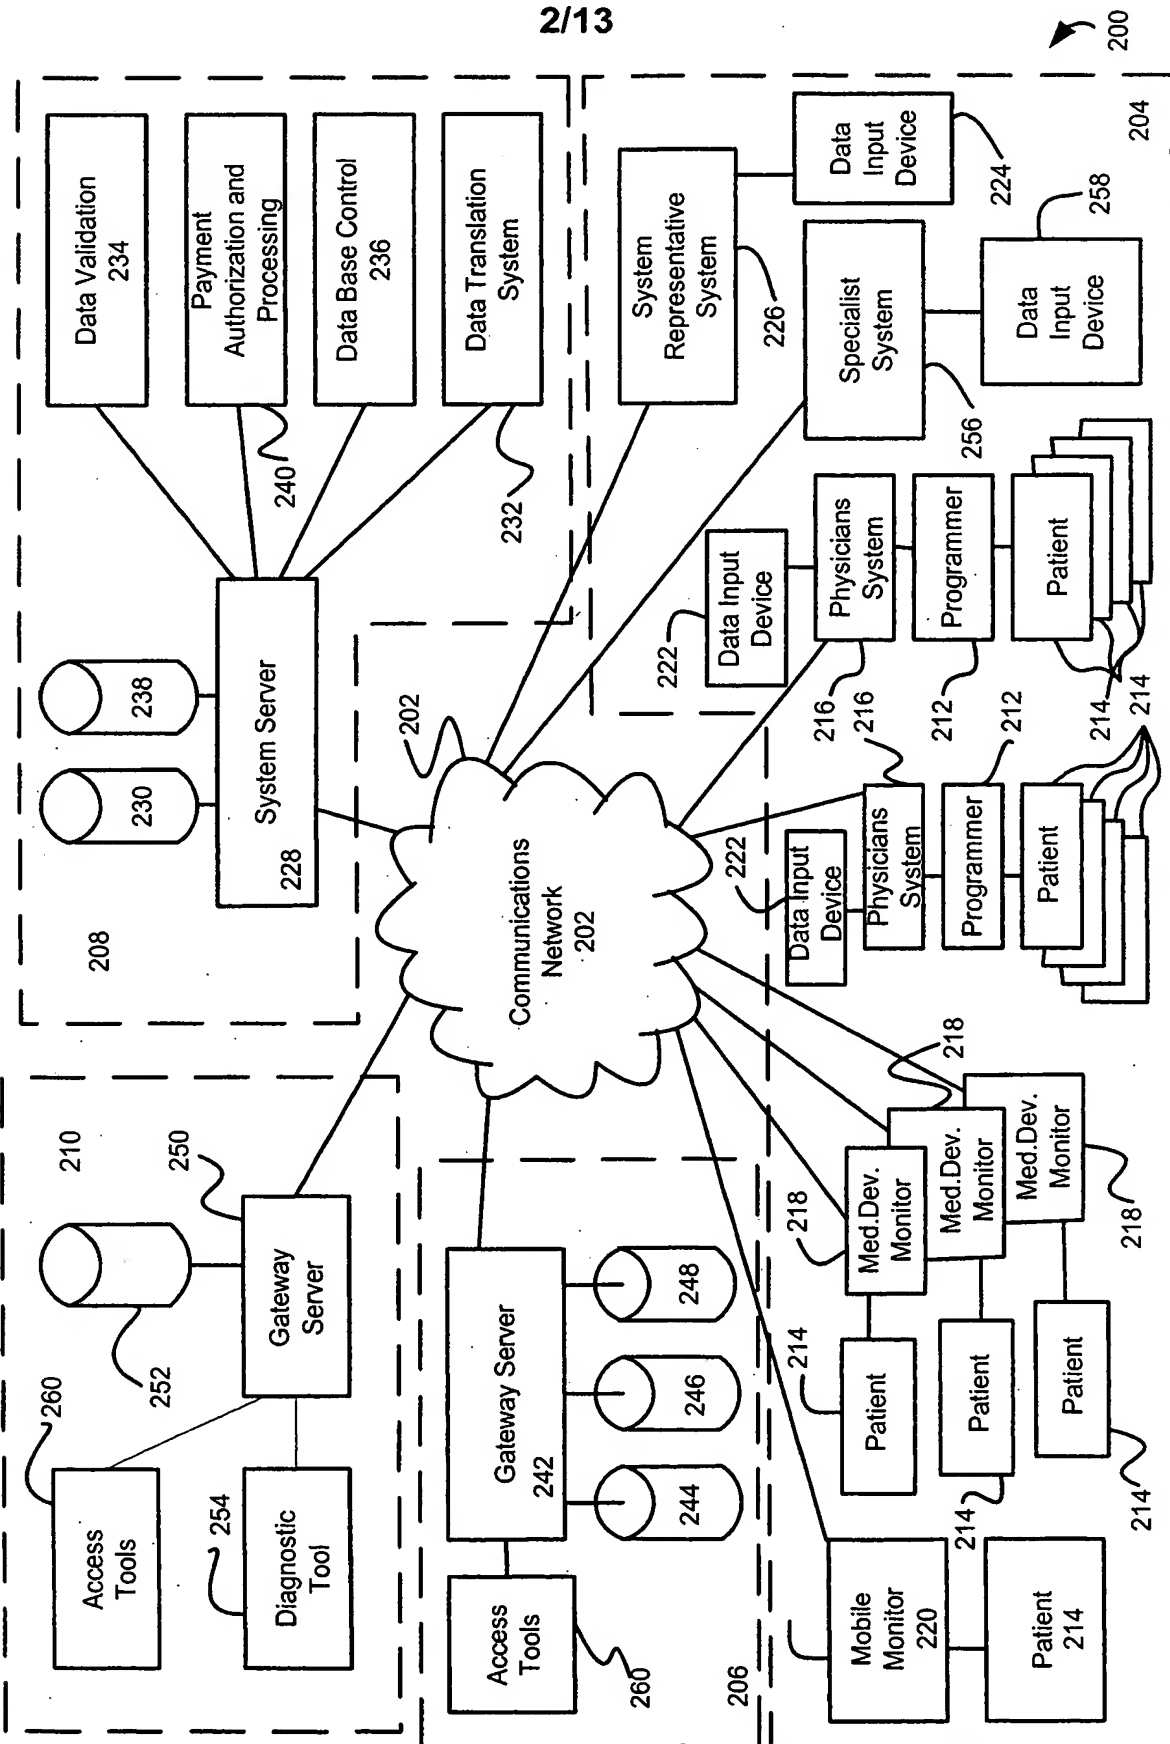 2/13
200
210
260
Access
Tools
254
Diagnostic
Tool
252
250
Gateway
Server
208
230
238
System Server
228
Data Validation
234
Payment
Authorization and
Processing
240
Data Base Control
236
Data Translation
System
232
Access
Tools
260
206
Gateway Server
242
244
246
248
202
Communications
Network
202
204
System
Representative
System
226
Data
Input
Device
224
Specialist
System
256
Data
Input
Device
258
222
Data Input
Device
Physicians
System
216
216
Programmer
212
212
Patient
214
214
222
Data Input
Device
Physicians
System
Programmer
Patient
218
Med.Dev.
Monitor
218
Med.Dev.
Monitor
Med.Dev.
Monitor
218
214
Patient
Patient
214
Patient
214
Mobile
Monitor
220
Patient
214